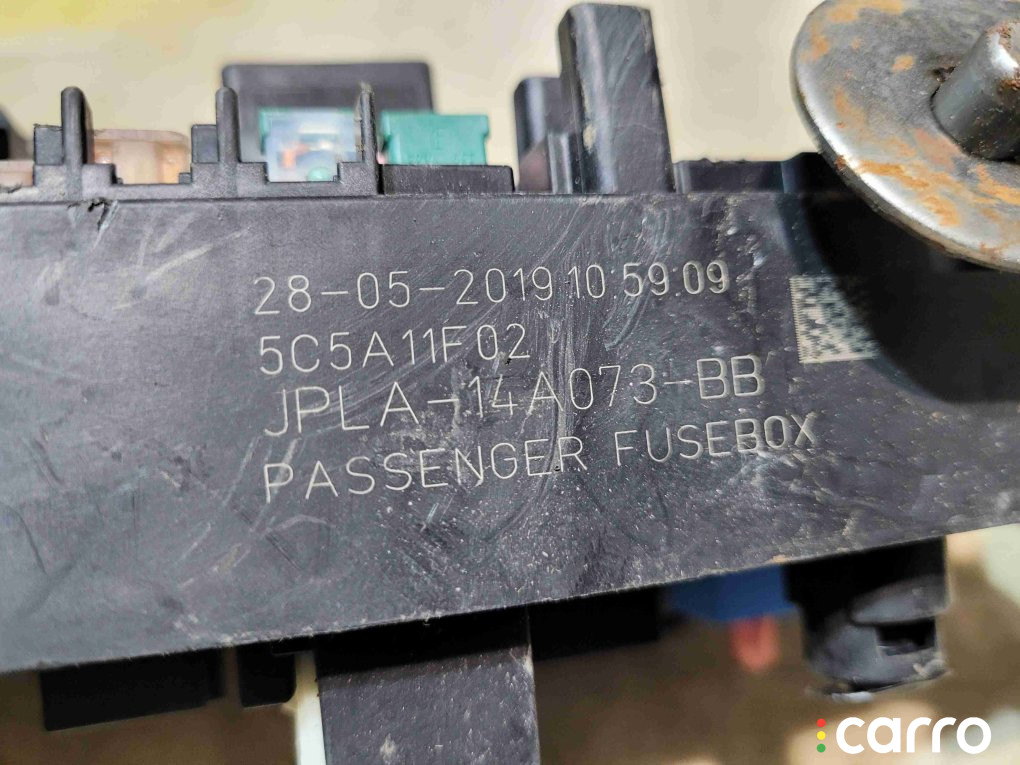 28-05-2019 10:59:09
5C5A11F02
JPLA-14A073-BB
PASSENGER FUSEBOX
carro